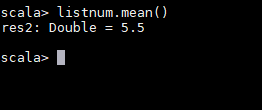 scala> listnum.mean()
res2: Double = 5.5
scala>